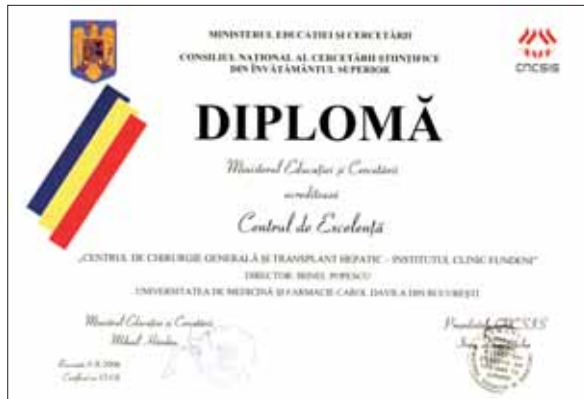 MINISTERUL EDUCAȚIEI ȘI CERCETĂRII
CONSILIUL NAȚIONAL AL CERCETĂRII ȘTIINȚIFICE
DIN ÎNVĂȚĂMÂNTUL SUPERIOR
CNCSIS
DIPLOMĂ
Ministerul Educației și Cercetării
acreditează
Centrul de Excelență
„CENTRUL DE CHIRURGIE GENERALĂ ȘI TRANSPLANT HEPATIC - INSTITUTUL CLINIC FUNDENI”
DIRECTOR: IRINEL POPESCU
UNIVERSITATEA DE MEDICINĂ ȘI FARMACIE CAROL DAVILA DIN BUCUREȘTI
Ministrul Educației și Cercetării
Mihail
Președintele CNCSIS